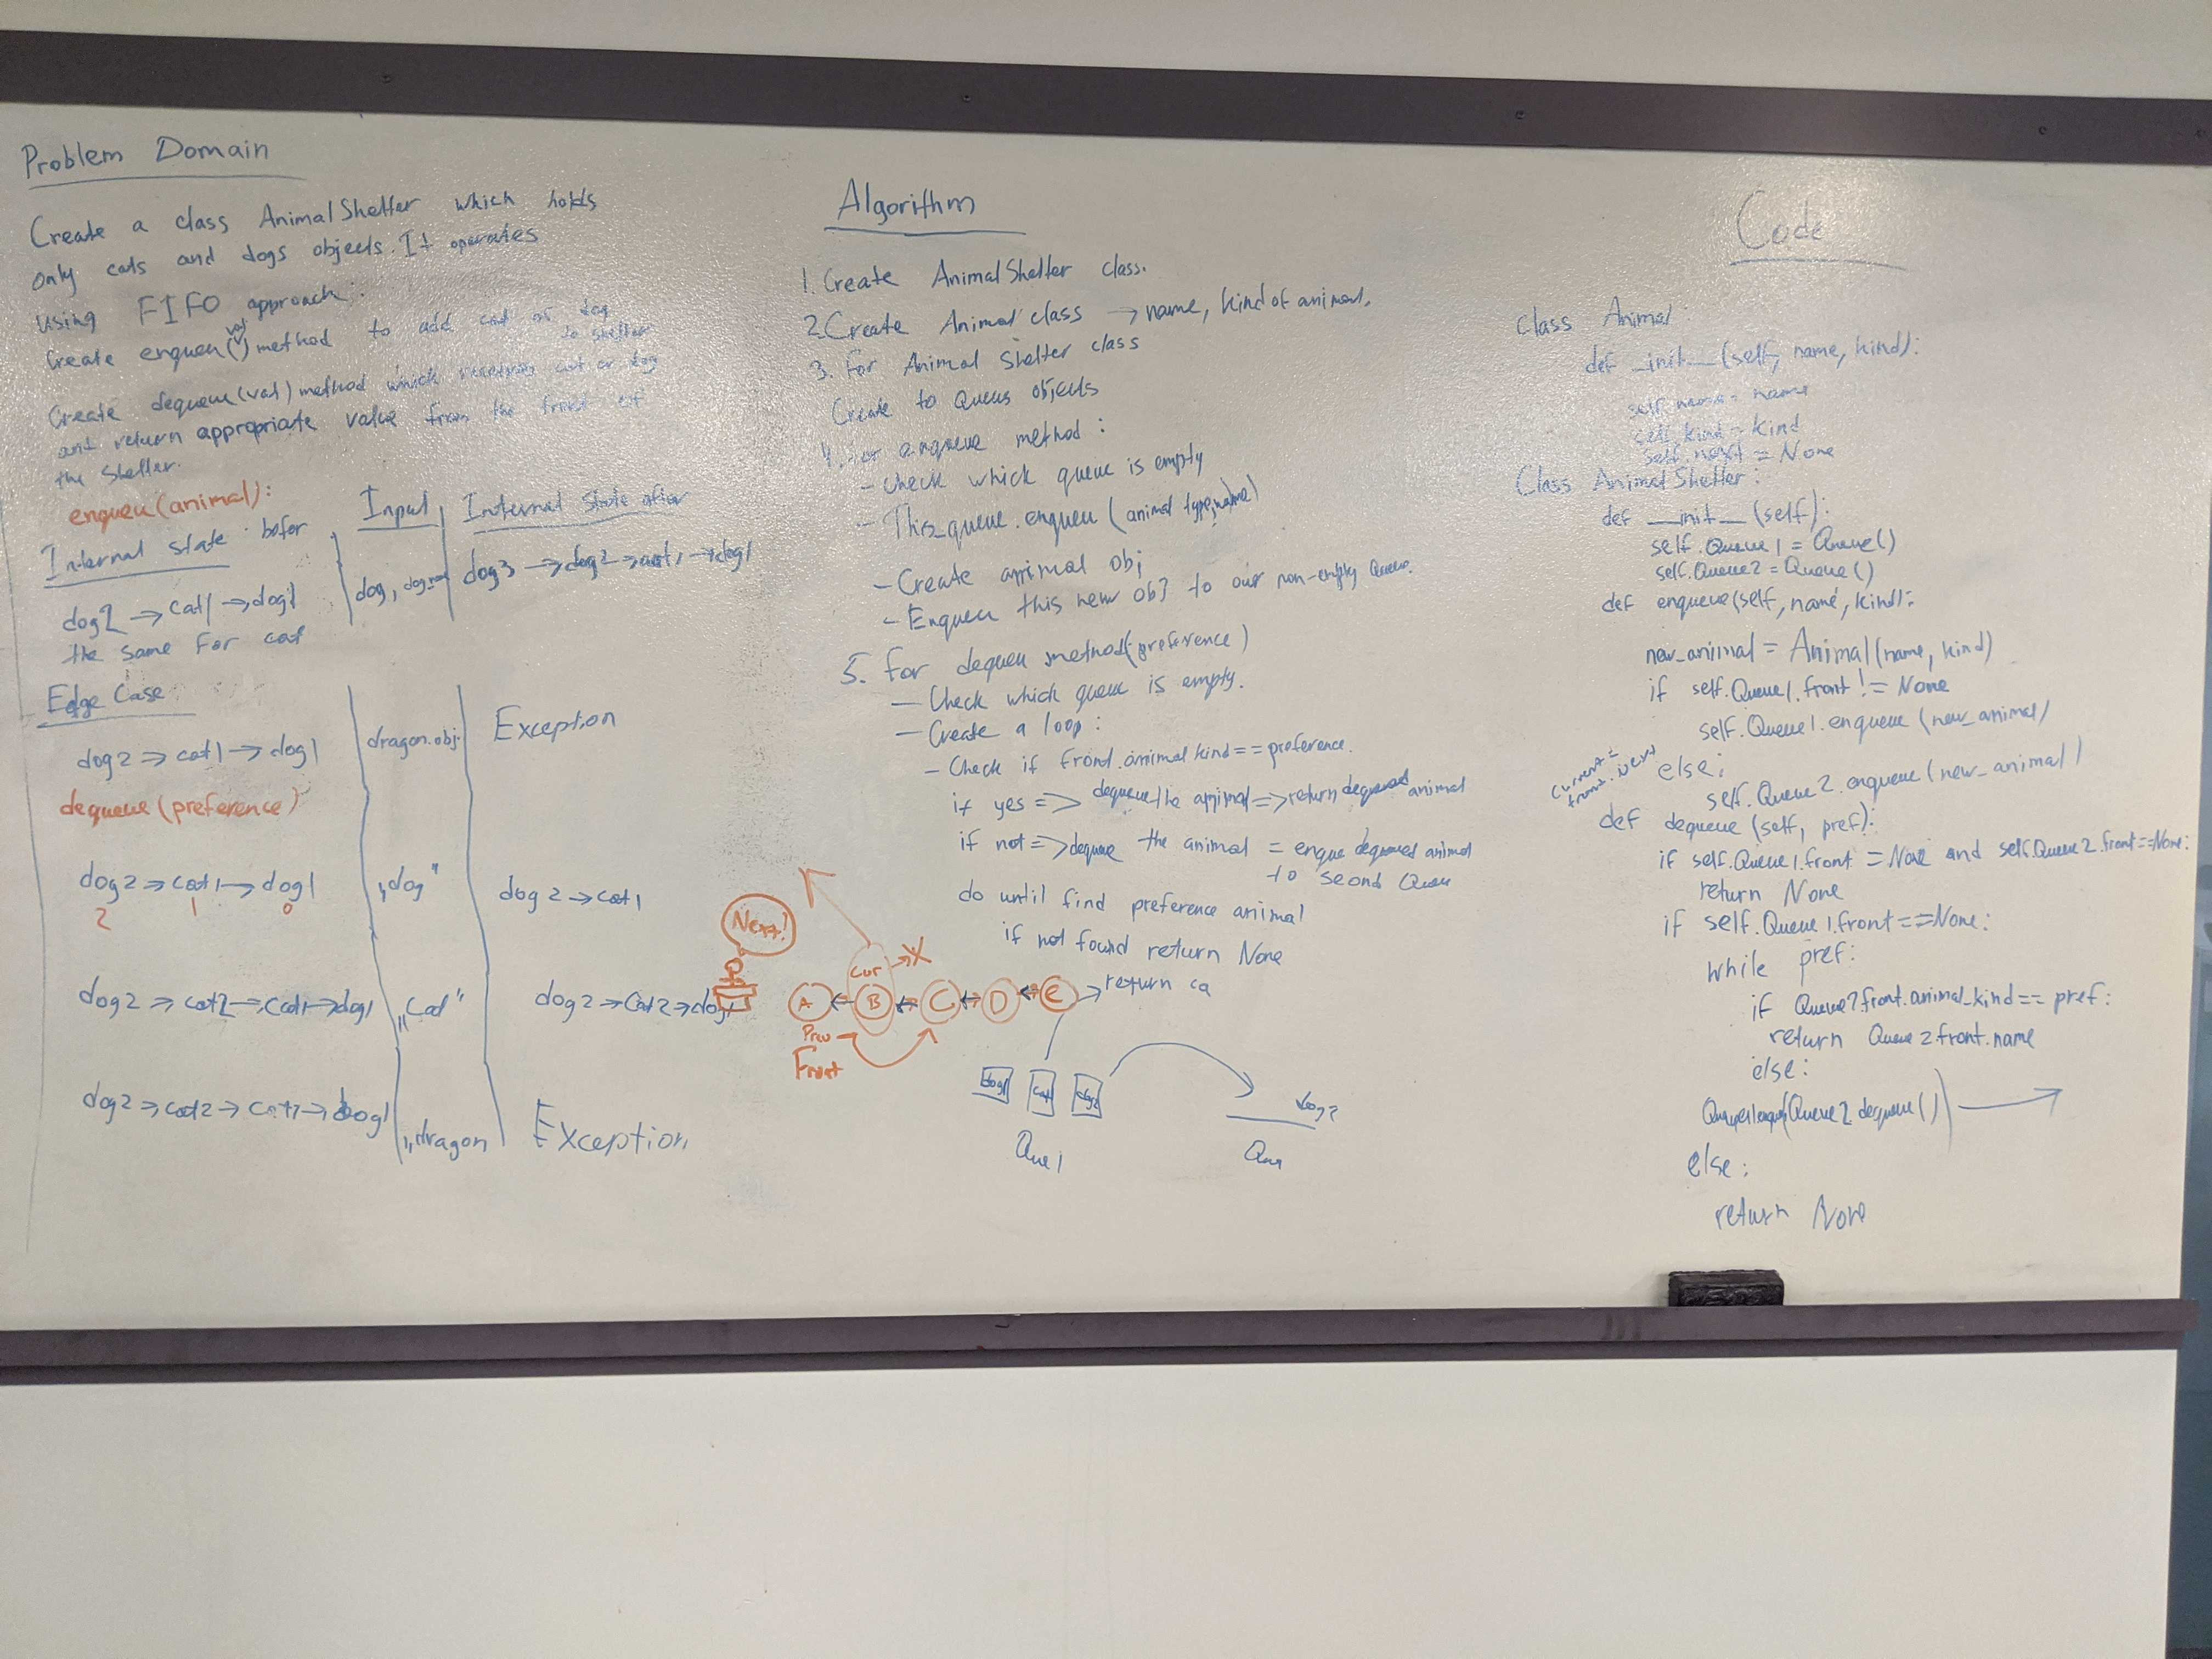 Problem Domain
Create a class AnimalShelter which holds
only cats and dogs objects. It operates
using FIFO approach.
val
Create enqueu() method to add cat or dog
to shelter
Create dequeue(val) method which receives cat or dog
and return appropriate value from the front of
the Shelter.
enqueu(animal):
Internal state befor
Input
Internal state after
dog2 → cat1 → dog1
dog,
dog3 → dog2 → cat1 → dog1
the same for cat
Edge Case
dog2 → cat1 → dog1
dragon.obj
Exception
dequeue (preference)
dog2 → cat1 → dog1
2 1 0
„dog"
dog2 → cat1
dog2 → cat2 → cat1 → dog1
„Cat"
dog2 → Cat2 → dog1
dog2 → cat2 → cat1 → dog1
„dragon
Exception
Algorithm
1. Create AnimalShelter class.
2. Create Animal class → name, kind of animal.
3. For Animal Shelter class
Create to Queus objects
4. For enqueue method:
- Check which queue is empty
- This_queue.enqueu (animal type, name)
- Create animal obj
- Enqueu this new obj to our non-empty Queue.
5. For dequeu method (preference)
- Check which queue is empty.
- Create a loop:
- Check if front.animal kind == preference.
if yes => dequeue the animal => return dequeued animal
if not => dequeue the animal = enque dequeued animal
to second Queue
do until find preference animal
if not found return None
Next!
Cur → X
A B C D E → return ca
Prev
Front
dog1 cat dog2
dog2
Que1
Que
Code
Class Animal:
def __init__(self, name, kind):
self.name = name
self.kind = kind
self.next = None
Class AnimalShelter:
def __init__(self):
self.Queue1 = Queue()
self.Queue2 = Queue()
def enqueue(self, name, kind):
new_animal = Animal(name, kind)
if self.Queue1.front != None
self.Queue1.enqueue(new_animal)
current =
front.next
else:
self.Queue2.enqueue(new_animal)
def dequeue (self, pref):
if self.Queue1.front = None and self.Queue2.front == None:
return None
if self.Queue1.front == None:
while pref:
if Queue2.front.animal_kind == pref:
return Queue2.front.name
else:
(Queue2.dequeue())
else:
return None